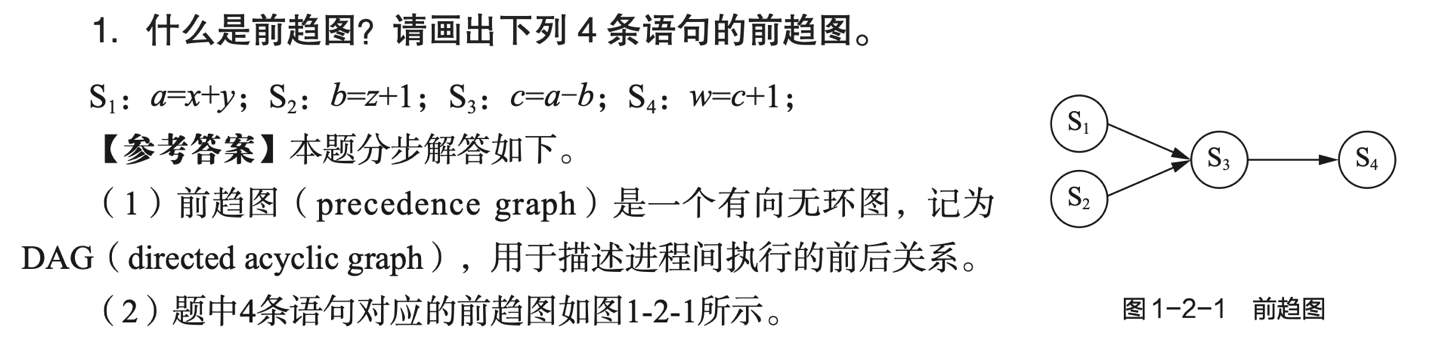 1. 什么是前趋图？请画出下列 4 条语句的前趋图。
S₁：a=x+y；S₂：b=z+1；S₃：c=a−b；S₄：w=c+1；
【参考答案】本题分步解答如下。
（1）前趋图（precedence graph）是一个有向无环图，记为
DAG（directed acyclic graph），用于描述进程间执行的前后关系。
（2）题中4条语句对应的前趋图如图1-2-1所示。
S₁
S₂
S₃
S₄
图1-2-1 前趋图